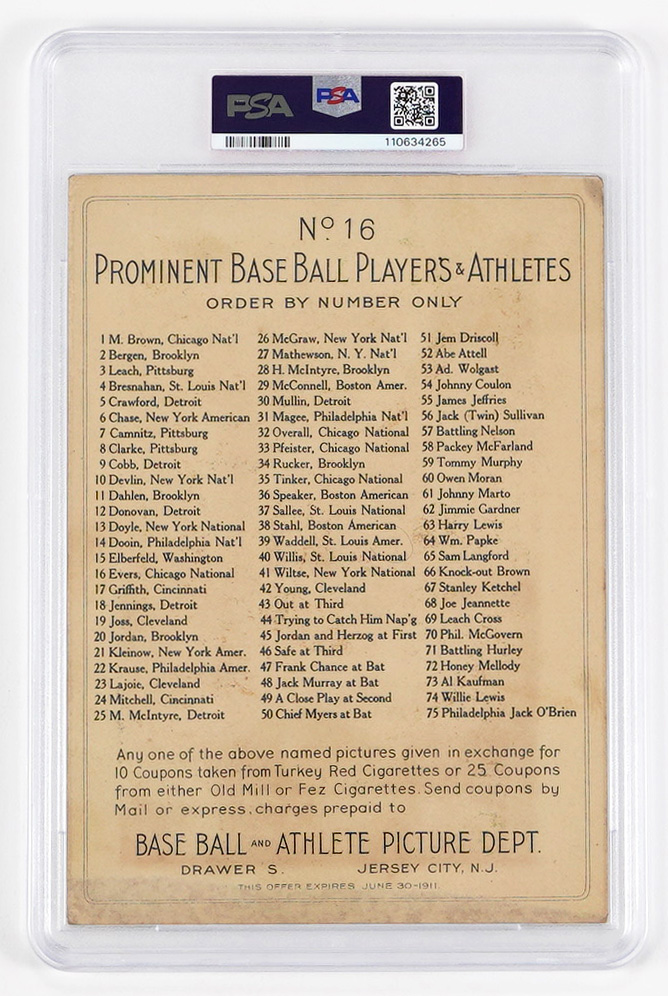 PSA PSA
110634265
No. 16
PROMINENT BASE BALL PLAYERS & ATHLETES
ORDER BY NUMBER ONLY
1 M. Brown, Chicago Nat'l
2 Bergen, Brooklyn
3 Leach, Pittsburg
4 Bresnahan, St. Louis Nat'l
5 Crawford, Detroit
6 Chase, New York American
7 Camnitz, Pittsburg
8 Clarke, Pittsburg
9 Cobb, Detroit
10 Devlin, New York Nat'l
11 Dahlen, Brooklyn
12 Donovan, Detroit
13 Doyle, New York National
14 Dooin, Philadelphia Nat'l
15 Elberfeld, Washington
16 Evers, Chicago National
17 Griffith, Cincinnati
18 Jennings, Detroit
19 Joss, Cleveland
20 Jordan, Brooklyn
21 Kleinow, New York Amer.
22 Krause, Philadelphia Amer.
23 Lajoie, Cleveland
24 Mitchell, Cincinnati
25 M. McIntyre, Detroit
26 McGraw, New York Nat'l
27 Mathewson, N. Y. Nat'l
28 H. McIntyre, Brooklyn
29 McConnell, Boston Amer.
30 Mullin, Detroit
31 Magee, Philadelphia Nat'l
32 Overall, Chicago National
33 Pfeister, Chicago National
34 Rucker, Brooklyn
35 Tinker, Chicago National
36 Speaker, Boston American
37 Sallee, St. Louis National
38 Stahl, Boston American
39 Waddell, St. Louis Amer.
40 Willis, St. Louis National
41 Wiltse, New York National
42 Young, Cleveland
43 Out at Third
44 Trying to Catch Him Nap'g
45 Jordan and Herzog at First
46 Safe at Third
47 Frank Chance at Bat
48 Jack Murray at Bat
49 A Close Play at Second
50 Chief Myers at Bat
51 Jem Driscoll
52 Abe Attell
53 Ad. Wolgast
54 Johnny Coulon
55 James Jeffries
56 Jack (Twin) Sullivan
57 Battling Nelson
58 Packey McFarland
59 Tommy Murphy
60 Owen Moran
61 Johnny Marto
62 Jimmie Gardner
63 Harry Lewis
64 Wm. Papke
65 Sam Langford
66 Knock-out Brown
67 Stanley Ketchel
68 Joe Jeannette
69 Leach Cross
70 Phil. McGovern
71 Battling Hurley
72 Honey Mellody
73 Al Kaufman
74 Willie Lewis
75 Philadelphia Jack O'Brien
Any one of the above named pictures given in exchange for
10 Coupons taken from Turkey Red Cigarettes or 25 Coupons
from either Old Mill or Fez Cigarettes. Send coupons by
Mail or express, charges prepaid to
BASE BALL AND ATHLETE PICTURE DEPT.
DRAWER S. JERSEY CITY, N.J.
THIS OFFER EXPIRES JUNE 30-1911.